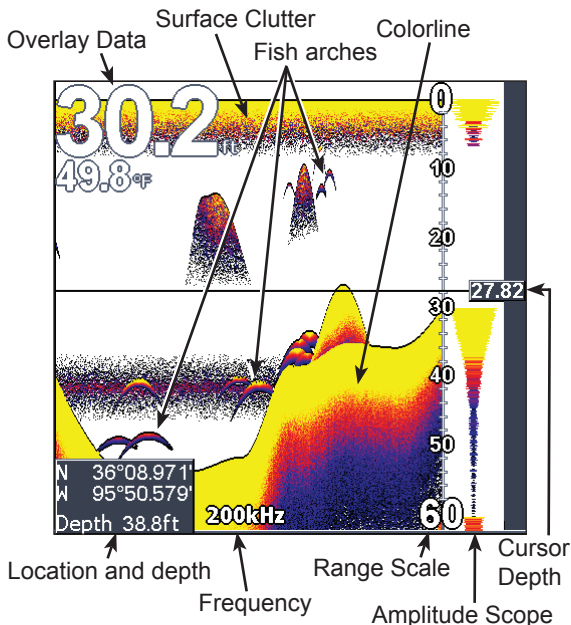 Surface Clutter
Colorline
Overlay Data
Fish arches
30.2 ft
49.8 °F
0
10
20
27.82
30
40
50
60
N 36°08.971'
W 95°50.579'
Depth 38.8ft
200kHz
Location and depth
Frequency
Range Scale
Cursor
Depth
Amplitude Scope